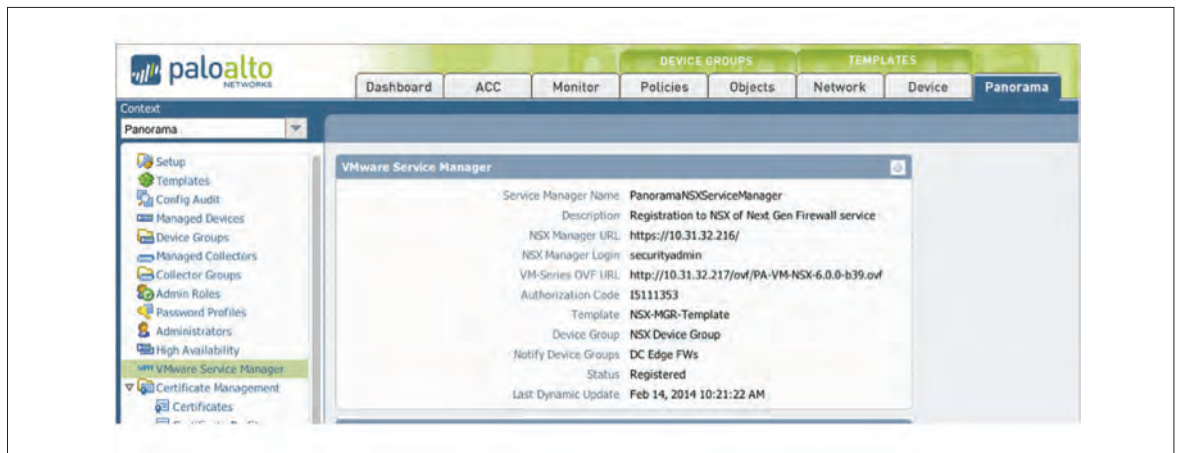 paloalto
NETWORKS
DEVICE GROUPS
TEMPLATES
Dashboard
ACC
Monitor
Policies
Objects
Network
Device
Panorama
Context
Panorama
Setup
Templates
Config Audit
Managed Devices
Device Groups
Managed Collectors
Collector Groups
Admin Roles
Password Profiles
Administrators
High Availability
VMware Service Manager
Certificate Management
Certificates
VMware Service Manager
Service Manager Name PanoramaNSXServiceManager
Description Registration to NSX of Next Gen Firewall service
NSX Manager URL https://10.31.32.216/
NSX Manager Login securityadmin
VM-Series OVF URL http://10.31.32.217/ovf/PA-VM-NSX-6.0.0-b39.ovf
Authorization Code I5111353
Template NSX-MGR-Template
Device Group NSX Device Group
Notify Device Groups DC Edge FWs
Status Registered
Last Dynamic Update Feb 14, 2014 10:21:22 AM